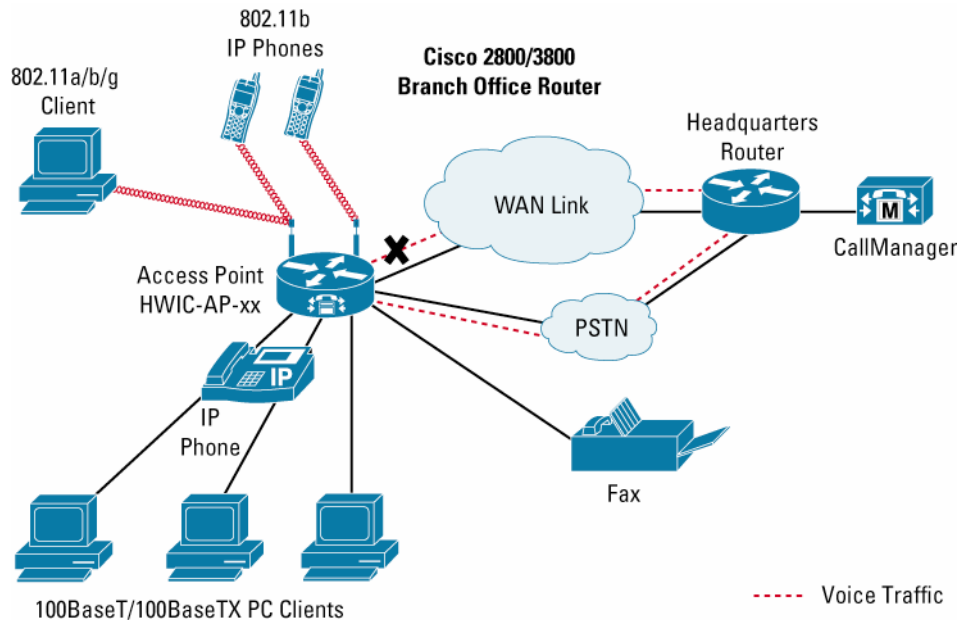 802.11b
IP Phones
Cisco 2800/3800
Branch Office Router
802.11a/b/g
Client
Headquarters
Router
WAN Link
M
CallManager
Access Point
HWIC-AP-xx
PSTN
IP
IP
Phone
Fax
Voice Traffic
100BaseT/100BaseTX PC Clients